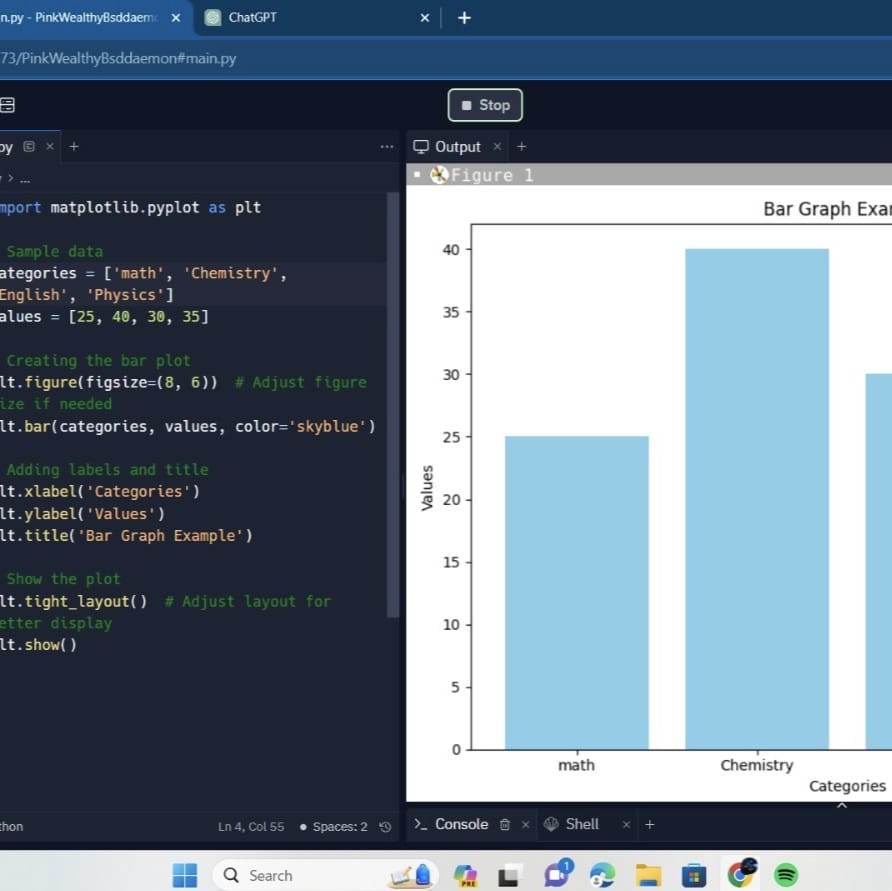 n.py - PinkWealthyBsddaem
ChatGPT
73/PinkWealthyBsddaemon#main.py
Stop
py
Output
...
Figure 1
mport matplotlib.pyplot as plt
Sample data
ategories = ['math', 'Chemistry',
English', 'Physics']
alues = [25, 40, 30, 35]
Creating the bar plot
lt.figure(figsize=(8, 6))  # Adjust figure
ize if needed
lt.bar(categories, values, color='skyblue')
Adding labels and title
lt.xlabel('Categories')
lt.ylabel('Values')
lt.title('Bar Graph Example')
Show the plot
lt.tight_layout()  # Adjust layout for
etter display
lt.show()
Bar Graph Exa
40
35
30
25
20
15
10
5
0
Values
math
Chemistry
Categories
thon
Ln 4, Col 55
Spaces: 2
Console
Shell
Search
PRE
1